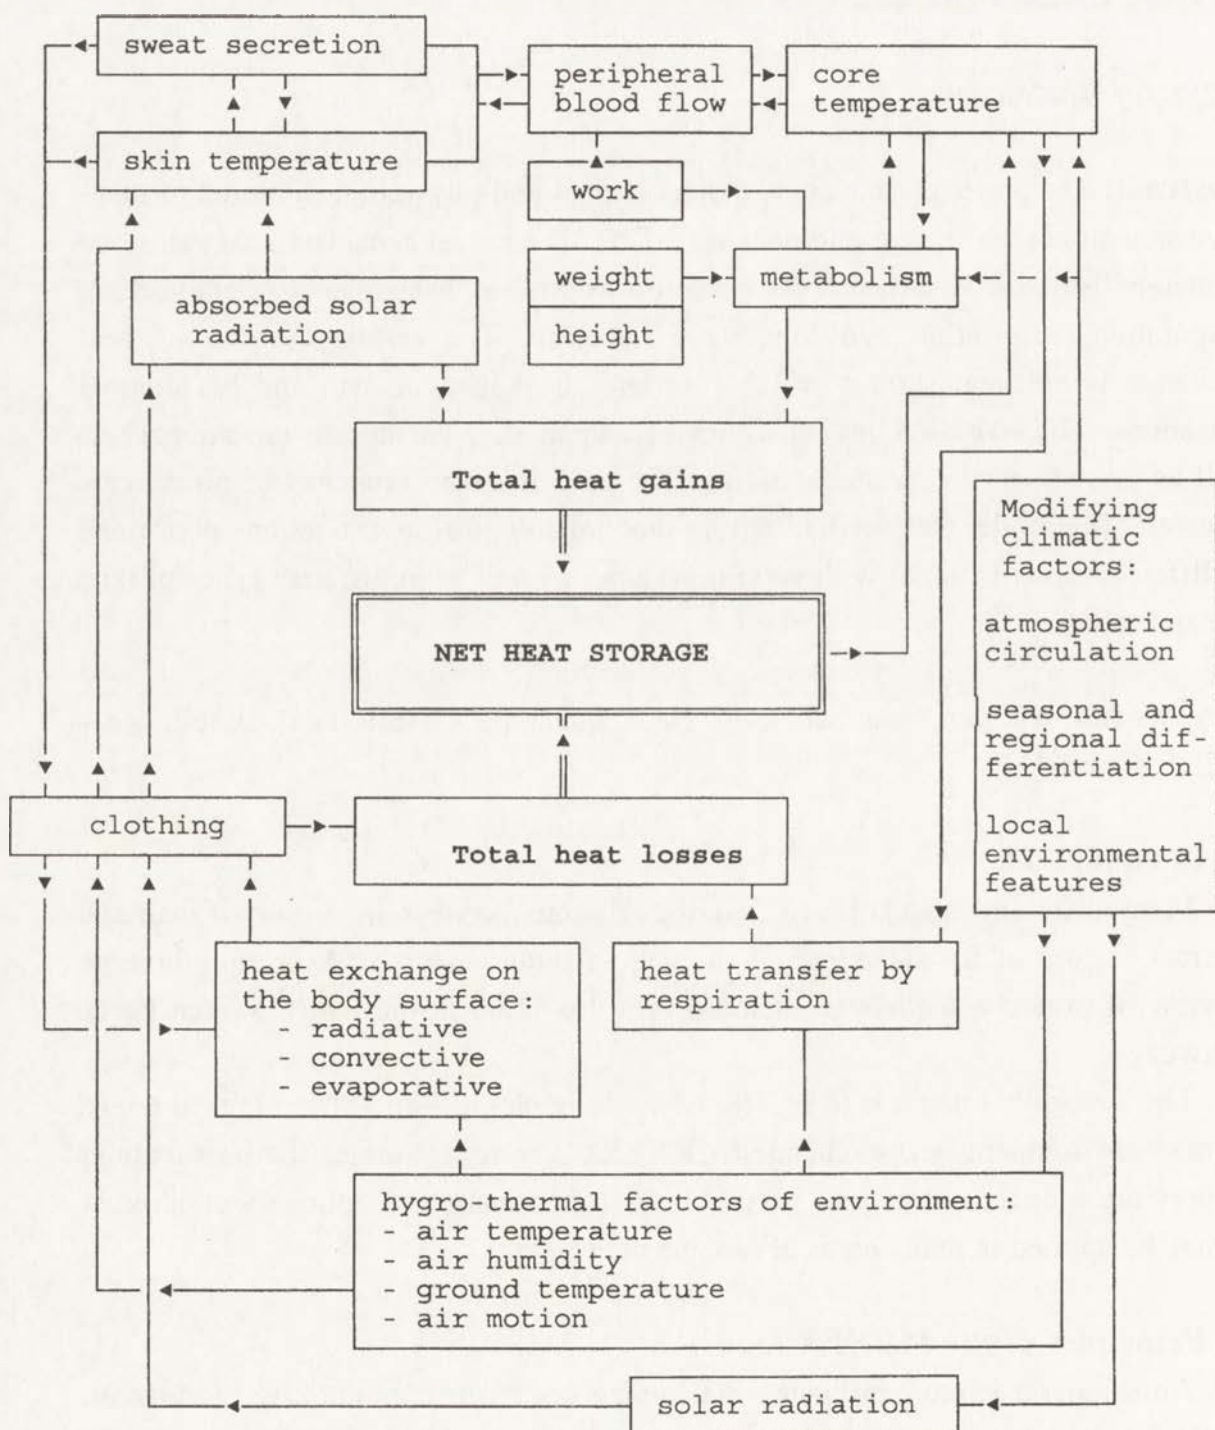 sweat secretion
peripheral
blood flow
core
temperature
skin temperature
work
weight
height
metabolism
absorbed solar
radiation
Total heat gains
Modifying
climatic
factors:
atmospheric
circulation
seasonal and
regional dif-
ferentiation
local
environmental
features
NET HEAT STORAGE
clothing
Total heat losses
heat exchange on
the body surface:
- radiative
- convective
- evaporative
heat transfer by
respiration
hygro-thermal factors of environment:
- air temperature
- air humidity
- ground temperature
- air motion
solar radiation